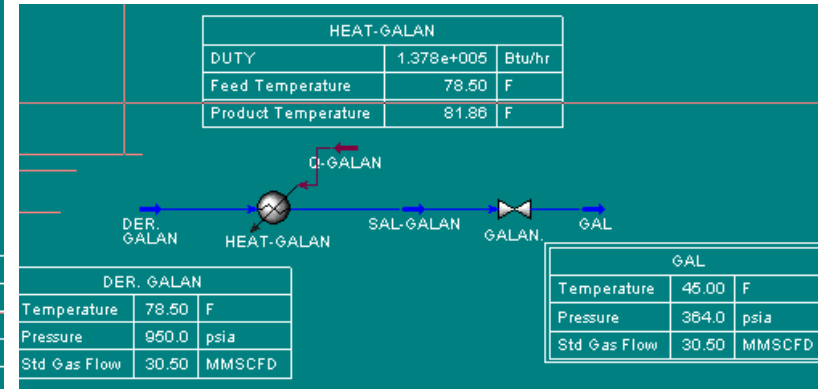 HEAT-GALAN
DUTY 1.378e+005 Btu/hr
Feed Temperature 78.50 F
Product Temperature 81.86 F
Q-GALAN
DER. GALAN
HEAT-GALAN
SAL-GALAN
GALAN.
GAL
DER. GALAN
Temperature 78.50 F
Pressure 950.0 psia
Std Gas Flow 30.50 MMSCFD
GAL
Temperature 45.00 F
Pressure 364.0 psia
Std Gas Flow 30.50 MMSCFD